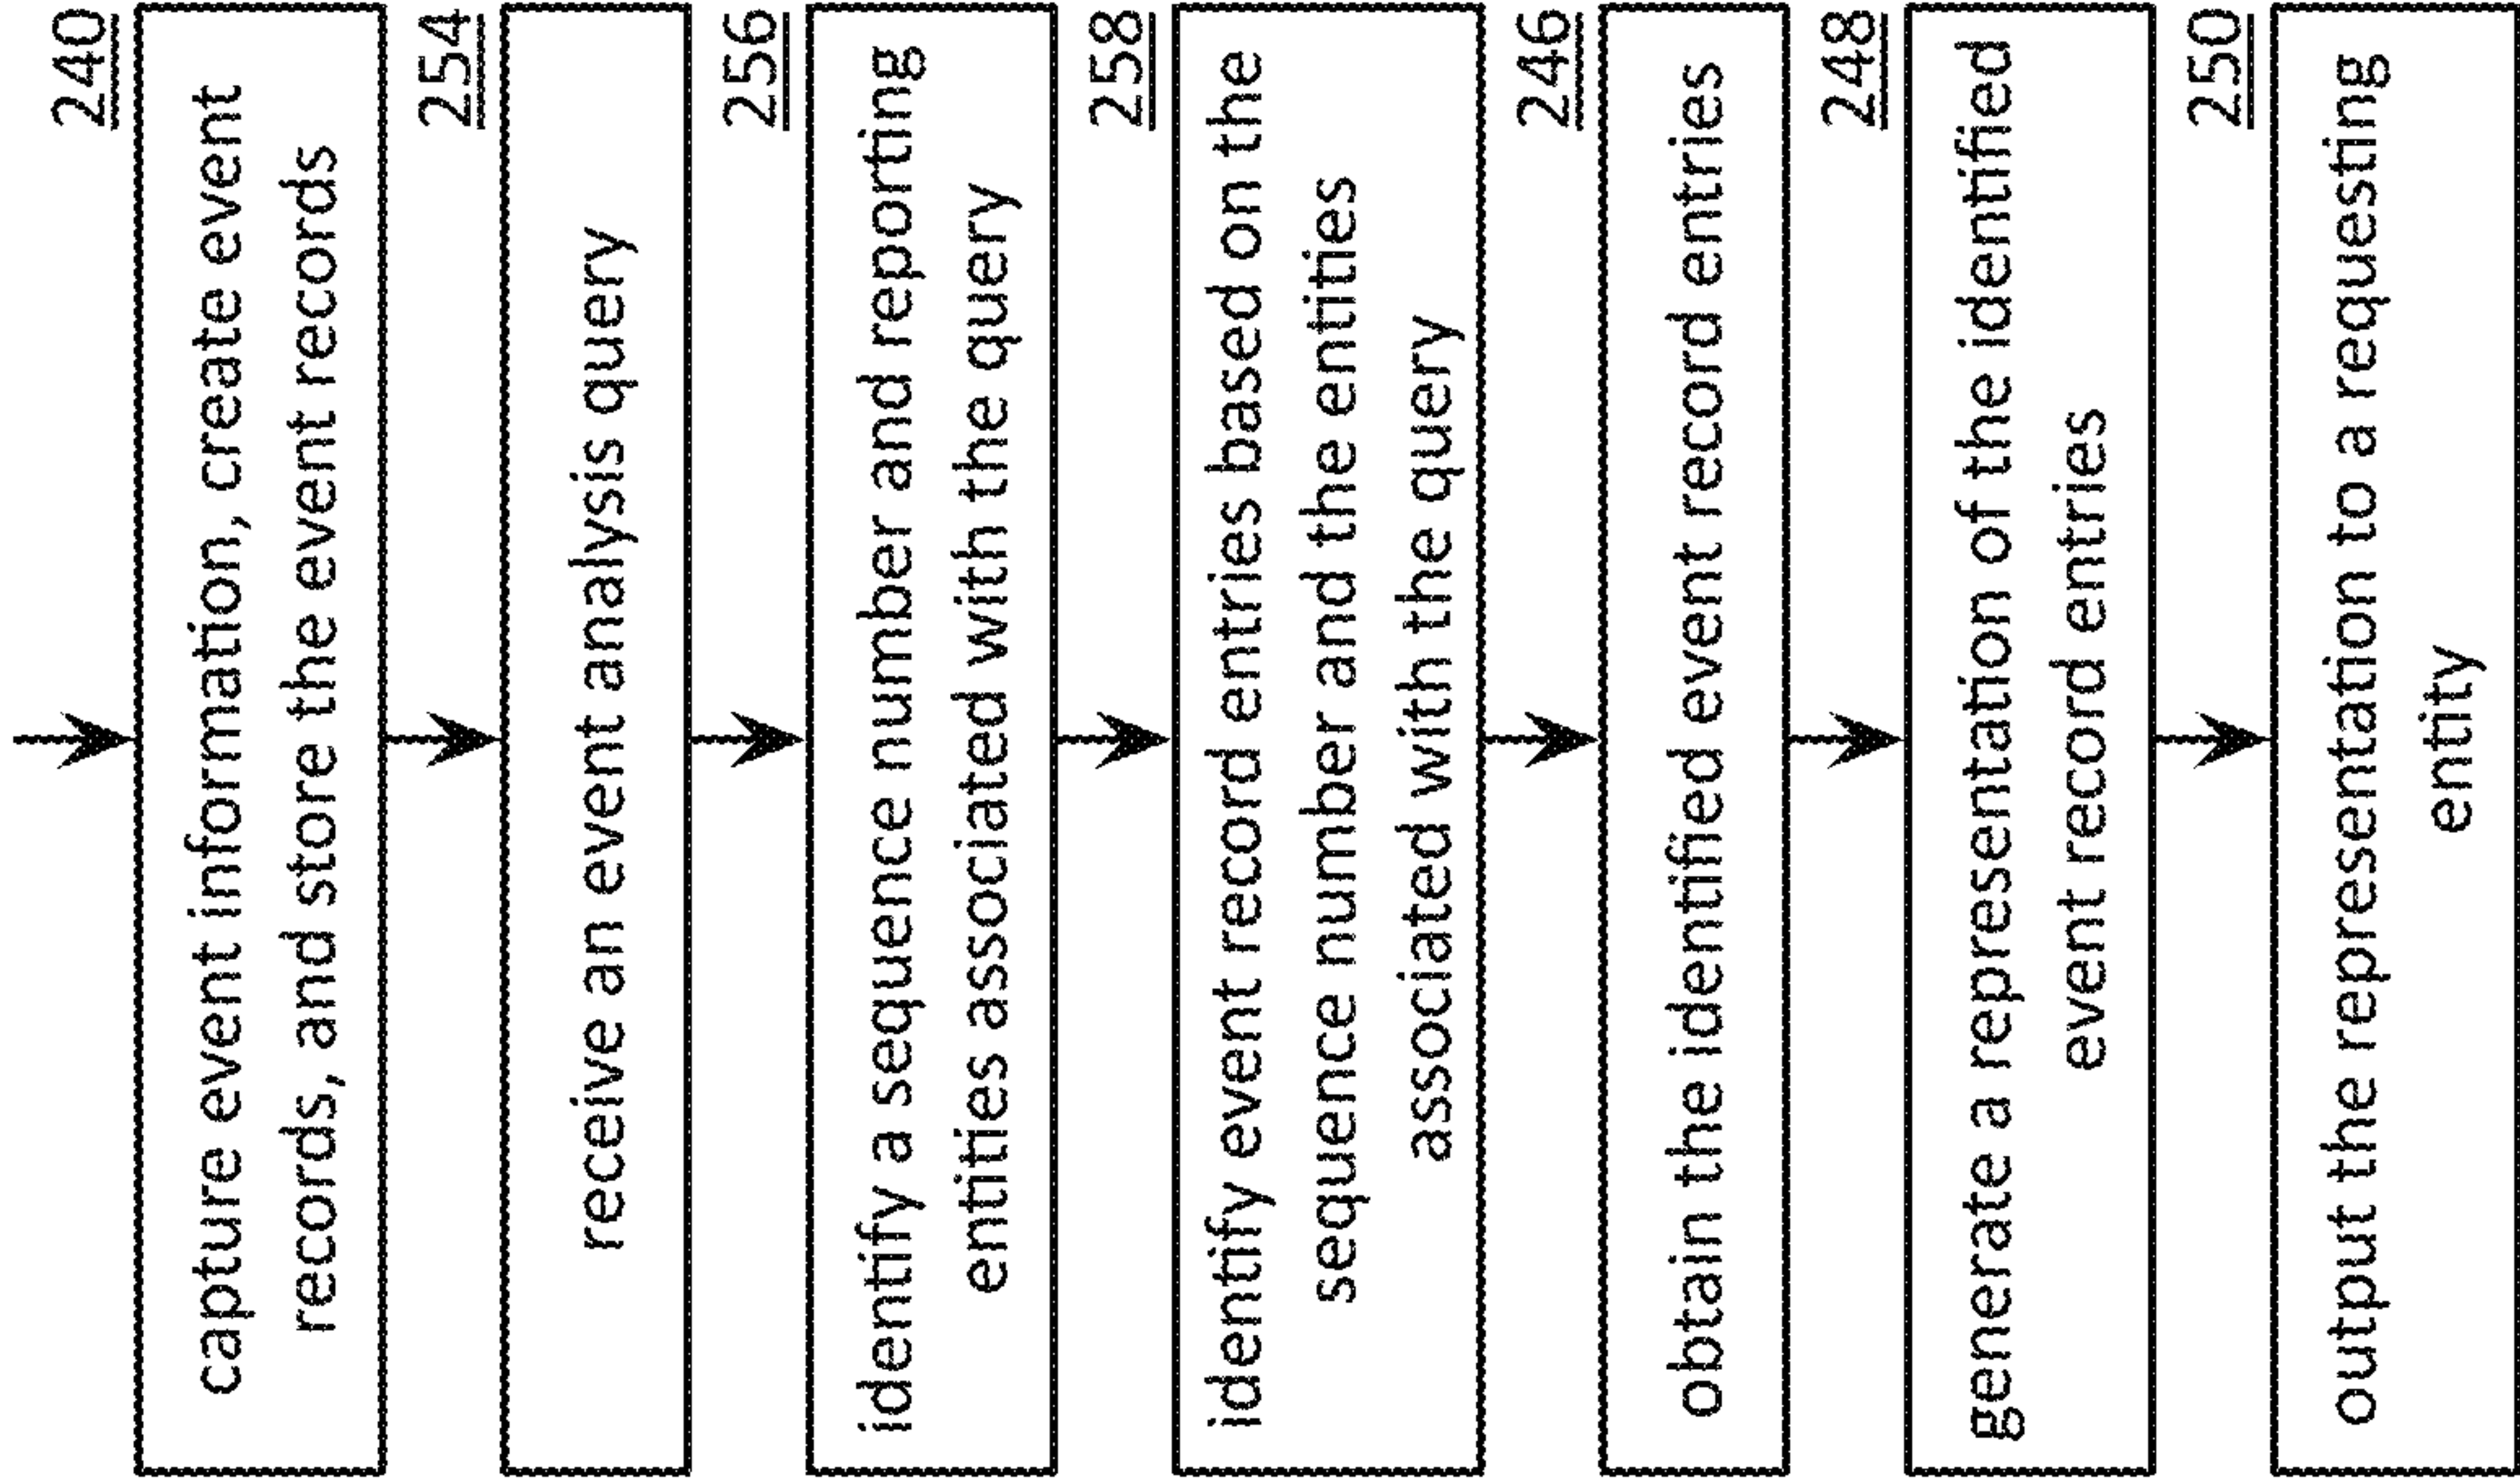 240
capture event information, create event
records, and store the event records
254
receive an event analysis query
256
identify a sequence number and reporting
entities associated with the query
258
identify event record entries based on the
sequence number and the entities
associated with the query
246
obtain the identified event record entries
248
generate a representation of the identified
event record entries
250
output the representation to a requesting
entity